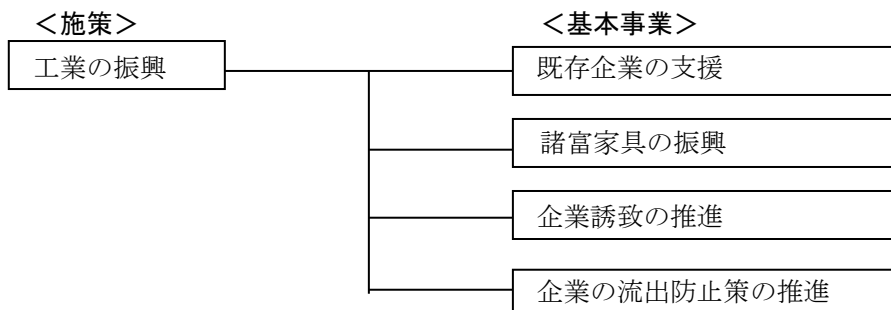 ＜施策＞
＜基本事業＞
工業の振興
既存企業の支援
諸富家具の振興
企業誘致の推進
企業の流出防止策の推進